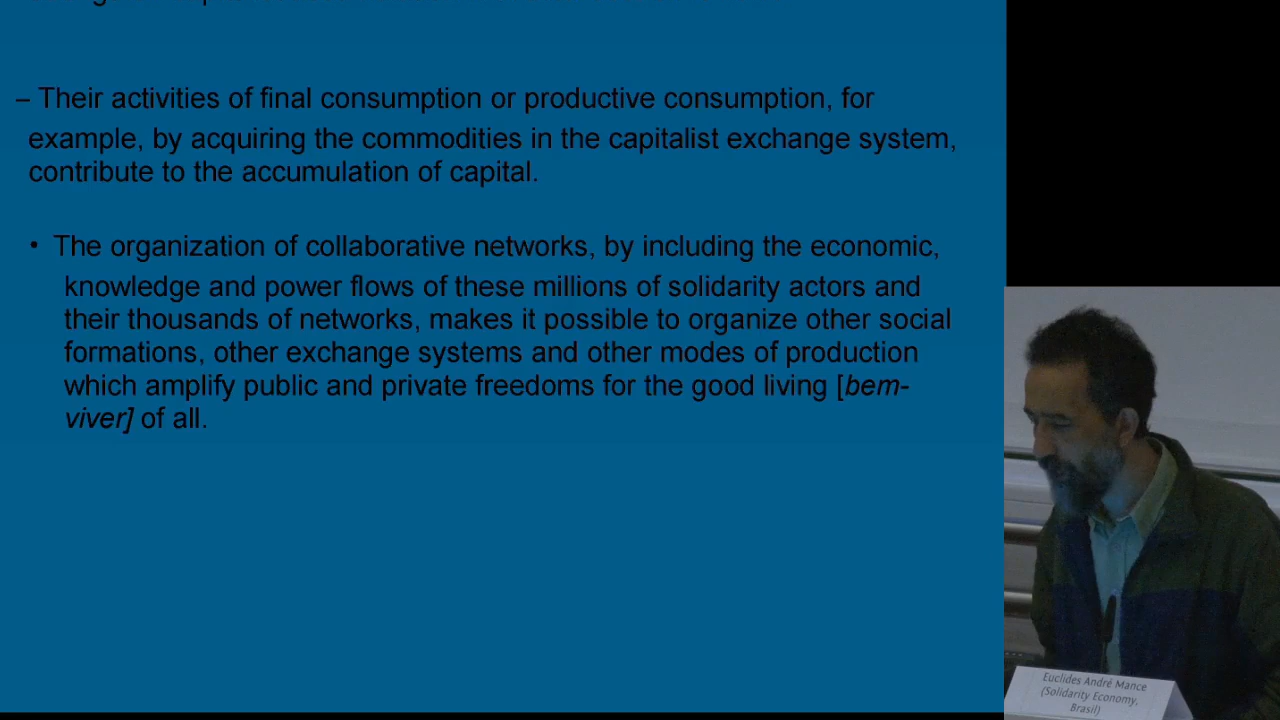 – Their activities of final consumption or productive consumption, for
example, by acquiring the commodities in the capitalist exchange system,
contribute to the accumulation of capital.
• The organization of collaborative networks, by including the economic,
knowledge and power flows of these millions of solidarity actors and
their thousands of networks, makes it possible to organize other social
formations, other exchange systems and other modes of production
which amplify public and private freedoms for the good living [bem-
viver] of all.
Euclides André Mance
(Solidarity Economy,
Brasil)